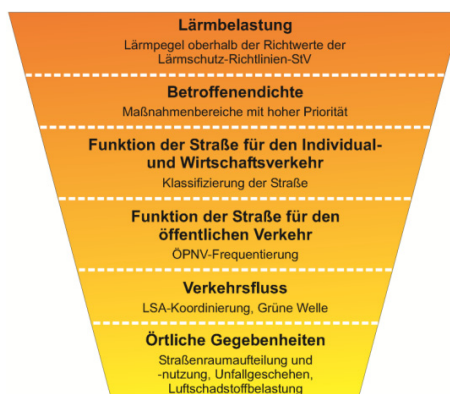 Lärmbelastung
Lärmpegel oberhalb der Richtwerte der
Lärmschutz-Richtlinien-StV
Betroffenendichte
Maßnahmenbereiche mit hoher Priorität
Funktion der Straße für den Individual-
und Wirtschaftsverkehr
Klassifizierung der Straße
Funktion der Straße für den
öffentlichen Verkehr
ÖPNV-Frequentierung
Verkehrsfluss
LSA-Koordinierung, Grüne Welle
Örtliche Gegebenheiten
Straßenraumaufteilung und
-nutzung, Unfallgeschehen,
Luftschadstoffbelastung